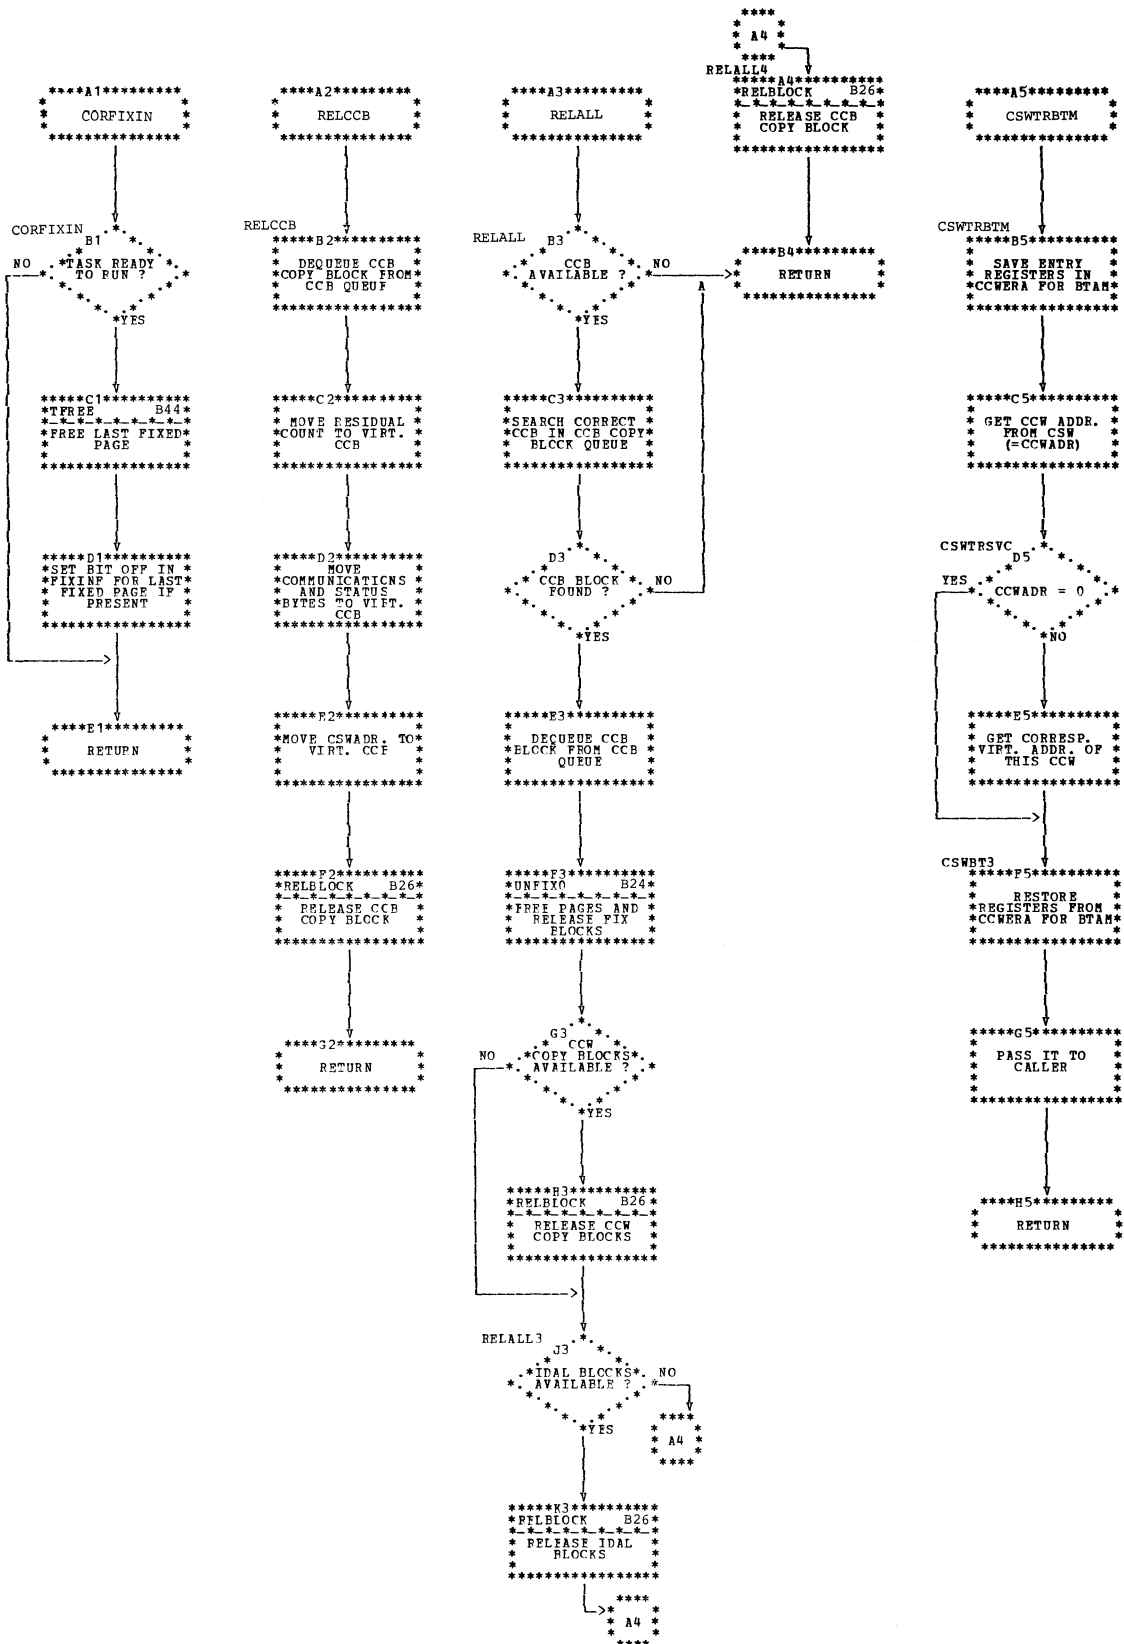 A1
CORFIXIN
CORFIXIN
B1
TASK READY
TO RUN ?
NO
YES
C1
TFREE B44
FREE LAST FIXED
PAGE
D1
SET BIT OFF IN
FIXINF FOR LAST
FIXED PAGE IF
PRESENT
E1
RETURN
A2
RELCCB
RELCCB
B2
DEQUEUE CCB
COPY BLOCK FROM
CCB QUEUE
C2
MOVE RESIDUAL
COUNT TO VIRT.
CCB
D2
MOVE
COMMUNICATIONS
AND STATUS
BYTES TO VIRT.
CCB
E2
MOVE CSWADR. TO
VIRT. CCB
F2
RELBLOCK B26
RELEASE CCB
COPY BLOCK
G2
RETURN
A3
RELALL
RELALL
B3
CCB
AVAILABLE ?
NO
YES
C3
SEARCH CORRECT
CCB IN CCB COPY
BLOCK QUEUE
D3
CCB BLOCK
FOUND ?
NO
YES
E3
DEQUEUE CCB
BLOCK FROM CCB
QUEUE
F3
UNFIX0 B24
FREE PAGES AND
RELEASE FIX
BLOCKS
G3
CCW
COPY BLOCKS
AVAILABLE ?
NO
YES
H3
RELBLOCK B26
RELEASE CCW
COPY BLOCKS
RELALL3
J3
IDAL BLOCKS
AVAILABLE ?
NO
YES
A4
K3
RELBLOCK B26
RELEASE IDAL
BLOCKS
A4
A4
RELALL4
A4
RELBLOCK B26
RELEASE CCB
COPY BLOCK
B4
RETURN
A5
CSWTRBTM
CSWTRBTM
B5
SAVE ENTRY
REGISTERS IN
CCWERA FOR BTAM
C5
GET CCW ADDR.
FROM CSW
(=CCWADR)
CSWTRSVC
D5
CCWADR = 0
YES
NO
E5
GET CORRESP.
VIRT. ADDR. OF
THIS CCW
CSWBT3
F5
RESTORE
REGISTERS FROM
CCWERA FOR BTAM
G5
PASS IT TO
CALLER
H5
RETURN